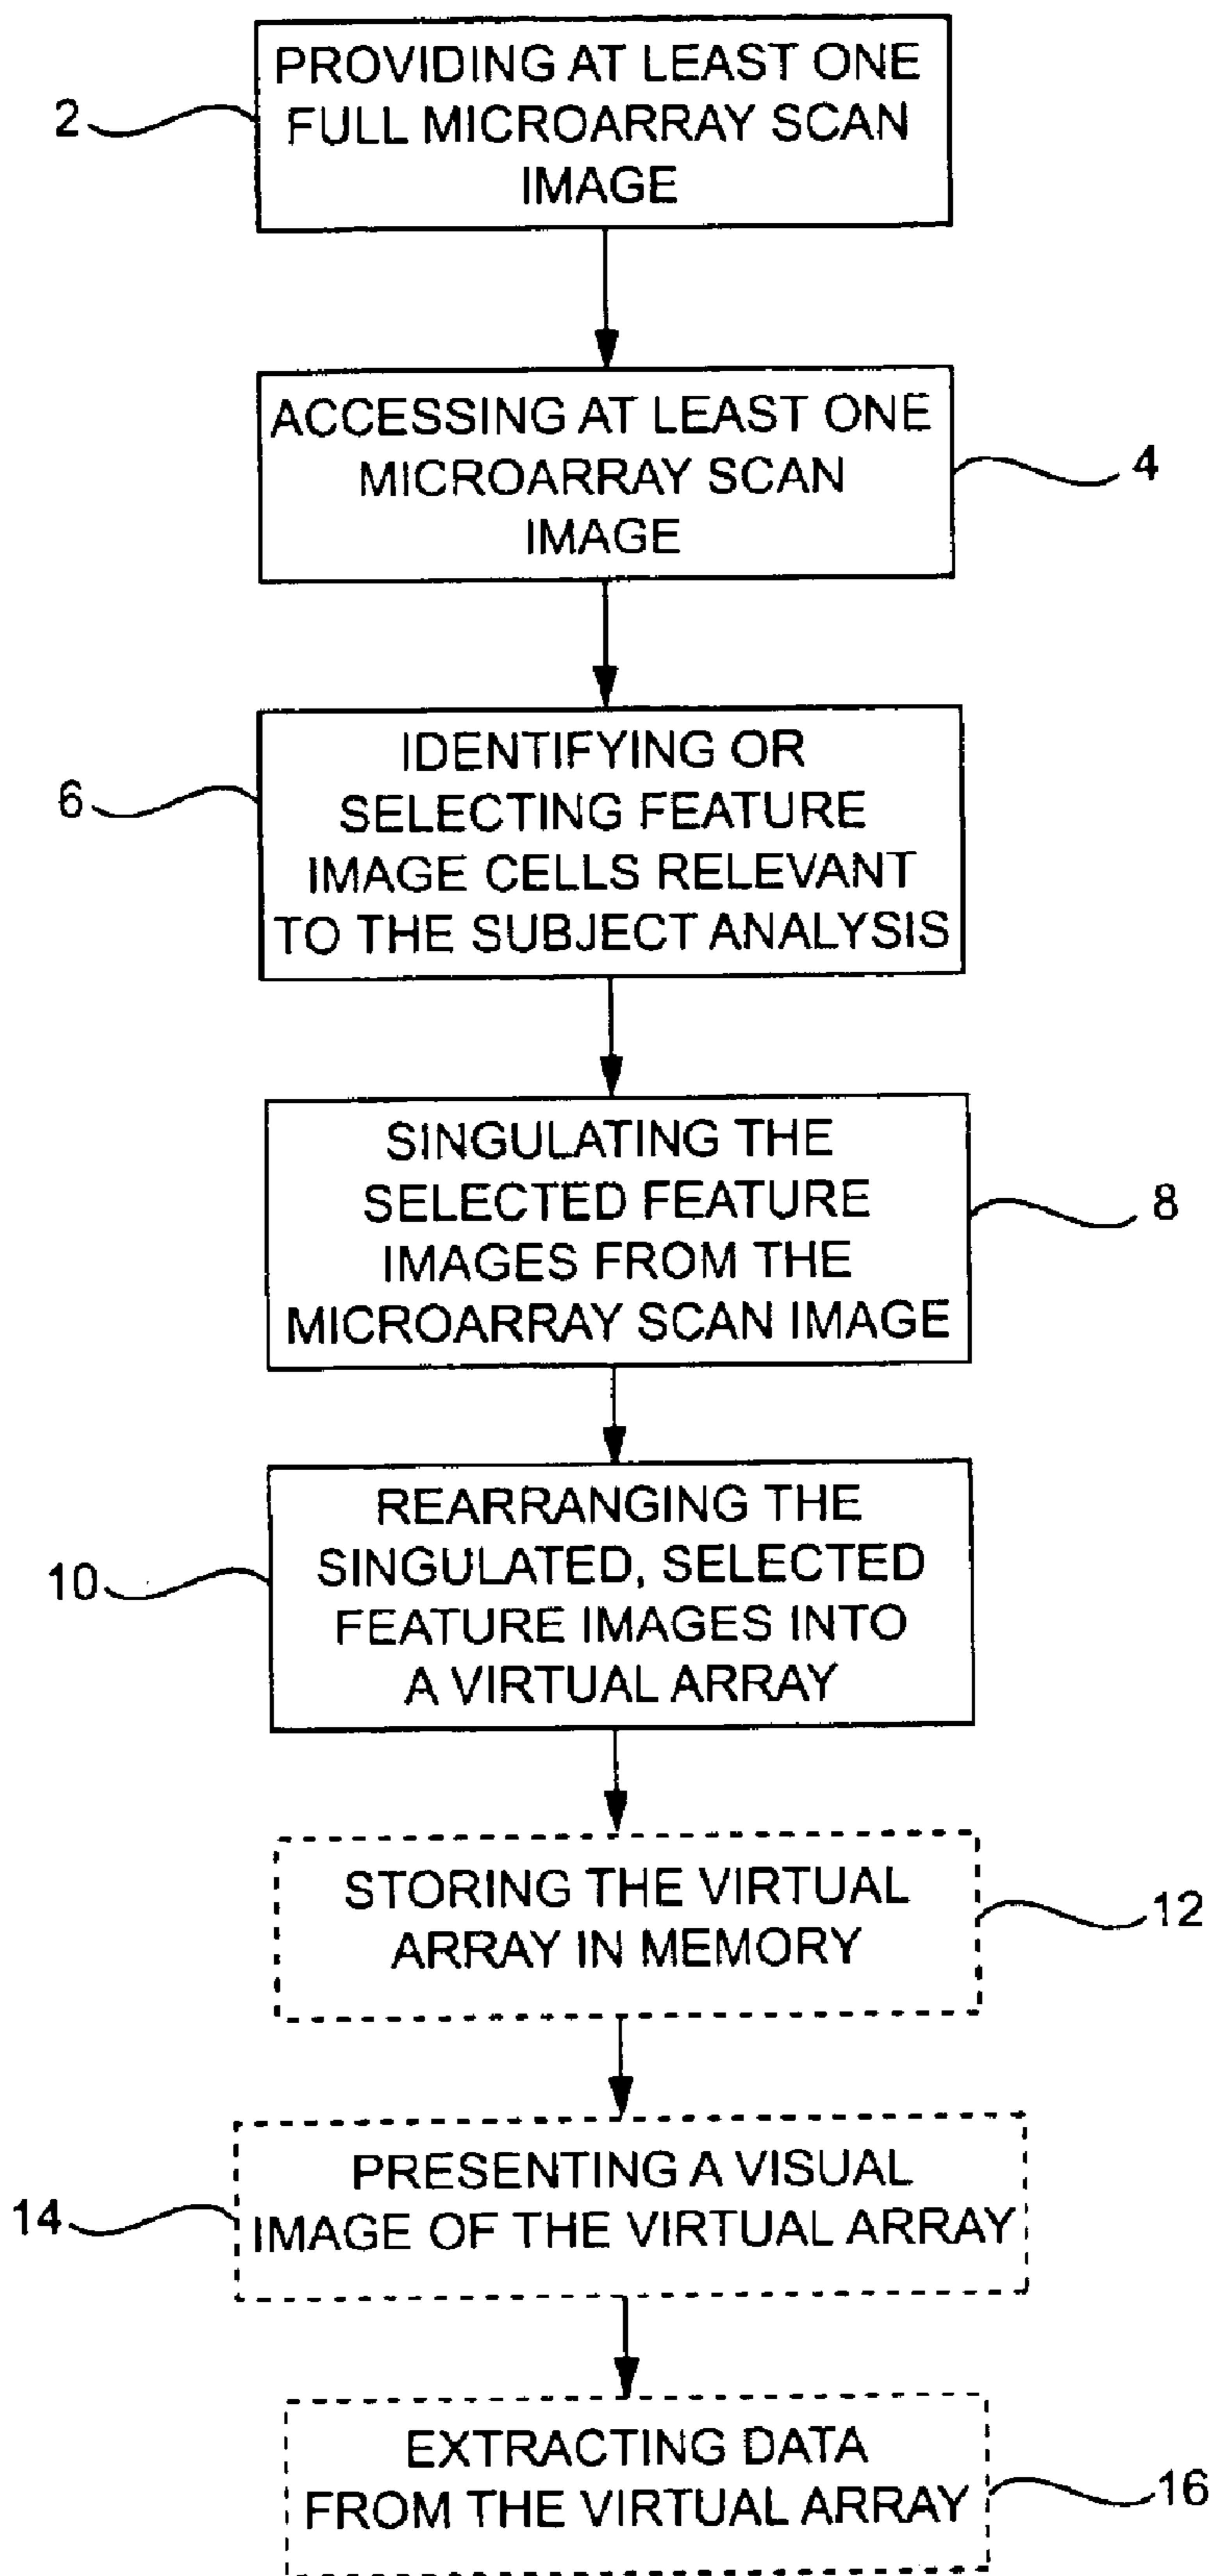 PROVIDING AT LEAST ONE
FULL MICROARRAY SCAN
IMAGE
2
ACCESSING AT LEAST ONE
MICROARRAY SCAN
IMAGE
4
IDENTIFYING OR
SELECTING FEATURE
IMAGE CELLS RELEVANT
TO THE SUBJECT ANALYSIS
6
SINGULATING THE
SELECTED FEATURE
IMAGES FROM THE
MICROARRAY SCAN IMAGE
8
REARRANGING THE
SINGULATED, SELECTED
FEATURE IMAGES INTO
A VIRTUAL ARRAY
10
STORING THE VIRTUAL
ARRAY IN MEMORY
12
PRESENTING A VISUAL
IMAGE OF THE VIRTUAL ARRAY
14
EXTRACTING DATA
FROM THE VIRTUAL ARRAY
16